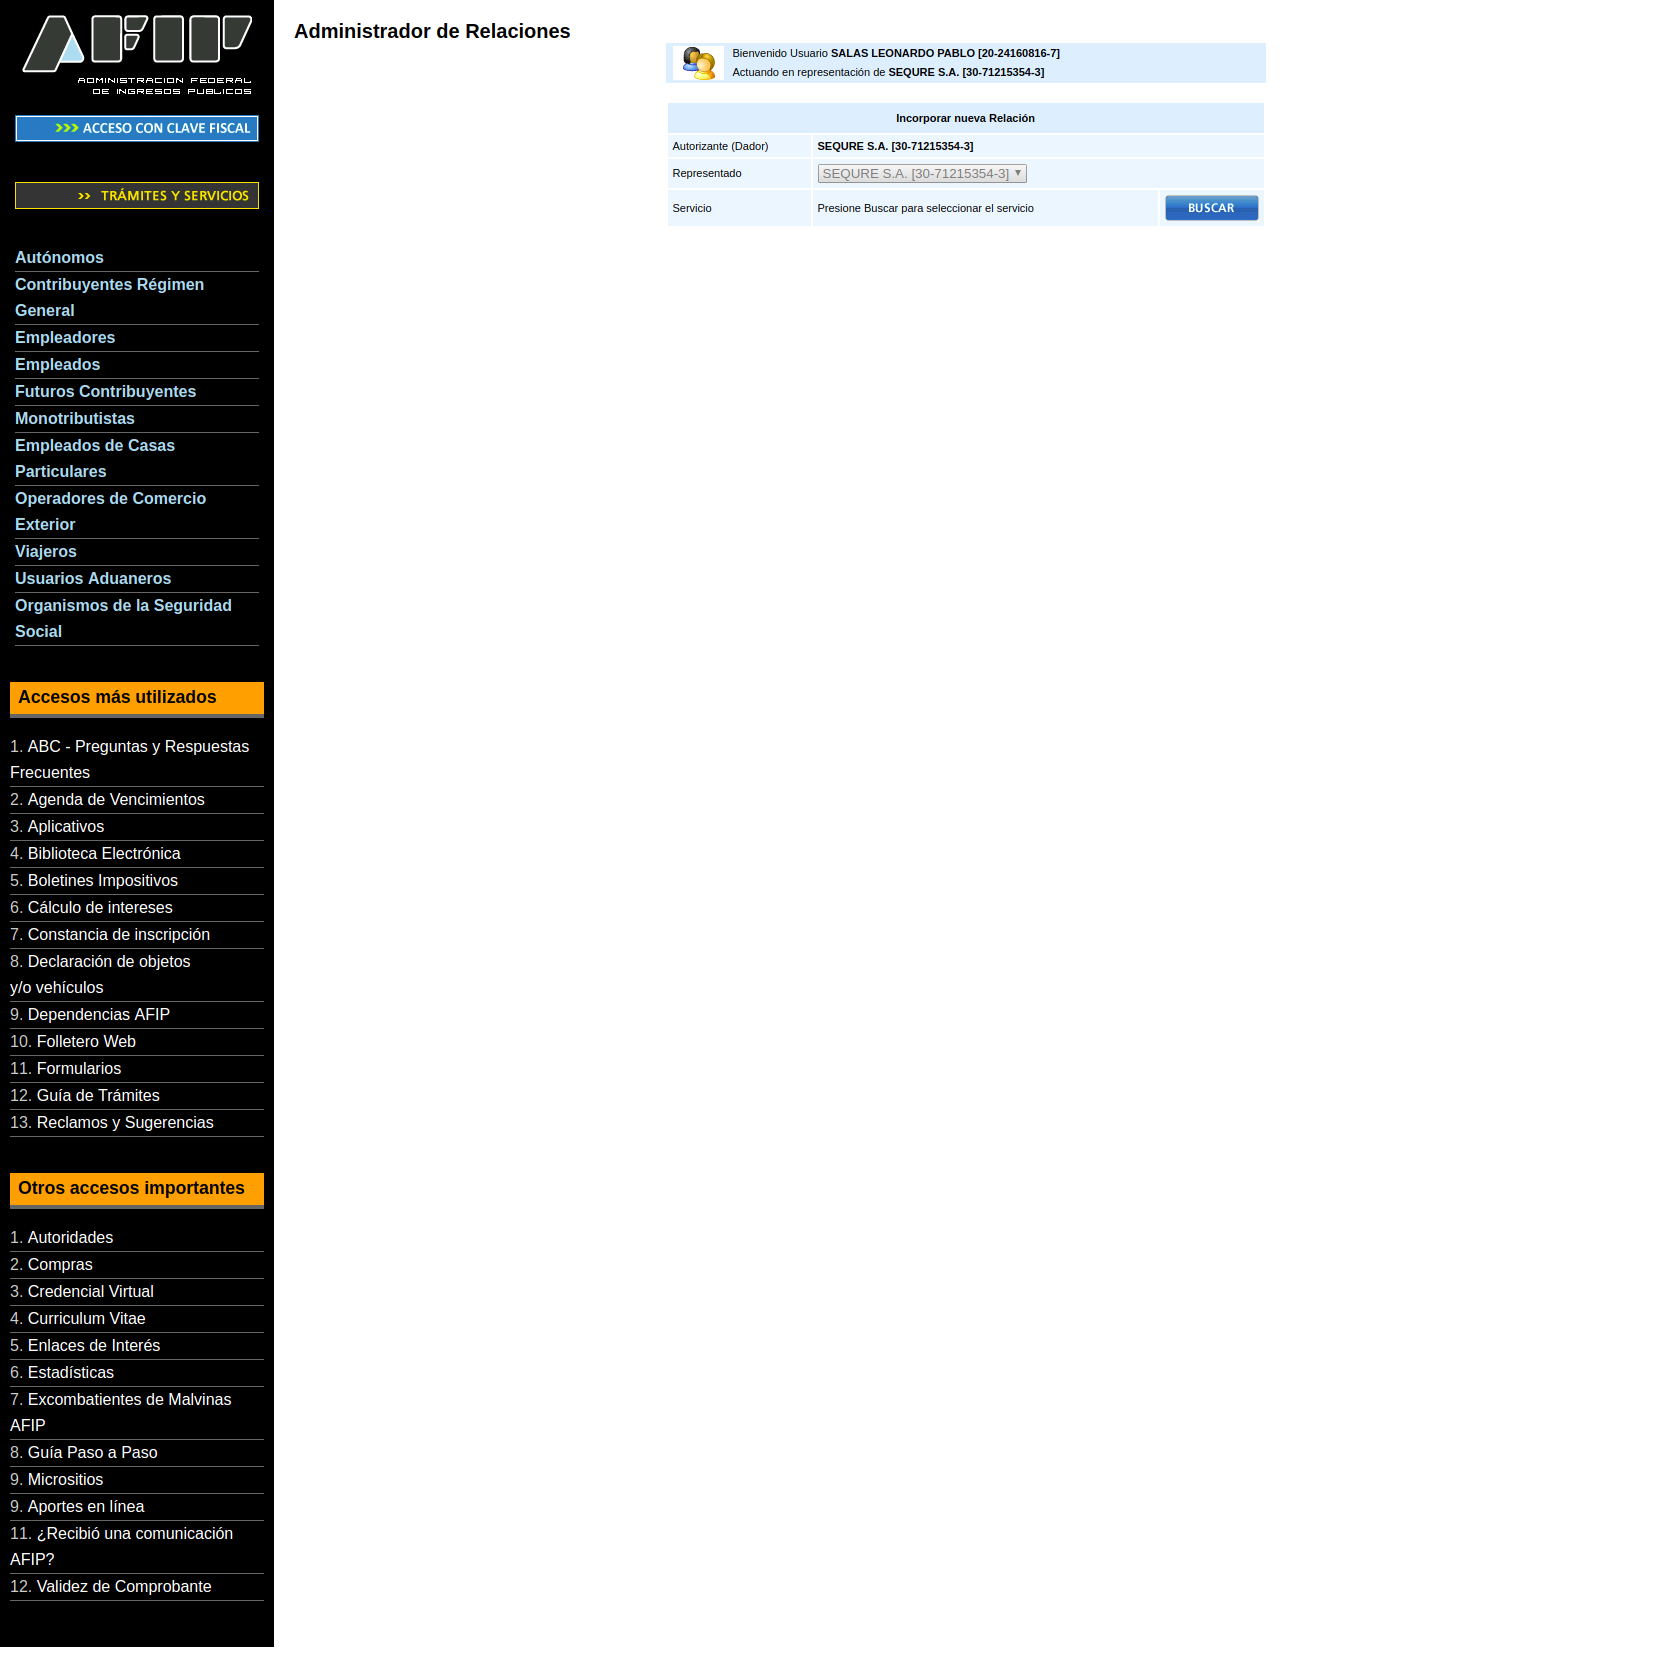 AFIP
ADMINISTRACION FEDERAL
DE INGRESOS PUBLICOS
>>> ACCESO CON CLAVE FISCAL
>> TRÁMITES Y SERVICIOS
Autónomos
Contribuyentes Régimen
General
Empleadores
Empleados
Futuros Contribuyentes
Monotributistas
Empleados de Casas
Particulares
Operadores de Comercio
Exterior
Viajeros
Usuarios Aduaneros
Organismos de la Seguridad
Social
Accesos más utilizados
1. ABC - Preguntas y Respuestas
Frecuentes
2. Agenda de Vencimientos
3. Aplicativos
4. Biblioteca Electrónica
5. Boletines Impositivos
6. Cálculo de intereses
7. Constancia de inscripción
8. Declaración de objetos
y/o vehículos
9. Dependencias AFIP
10. Folletero Web
11. Formularios
12. Guía de Trámites
13. Reclamos y Sugerencias
Otros accesos importantes
1. Autoridades
2. Compras
3. Credencial Virtual
4. Curriculum Vitae
5. Enlaces de Interés
6. Estadísticas
7. Excombatientes de Malvinas
AFIP
8. Guía Paso a Paso
9. Micrositios
9. Aportes en línea
11. ¿Recibió una comunicación
AFIP?
12. Validez de Comprobante
Administrador de Relaciones
Bienvenido Usuario SALAS LEONARDO PABLO [20-24160816-7]
Actuando en representación de SEQURE S.A. [30-71215354-3]
Incorporar nueva Relación
Autorizante (Dador) SEQURE S.A. [30-71215354-3]
Representado SEQURE S.A. [30-71215354-3]
Servicio Presione Buscar para seleccionar el servicio BUSCAR